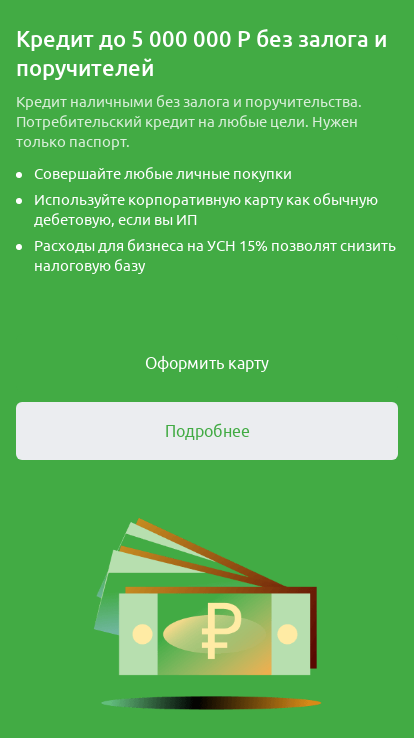 Кредит до 5 000 000 Р без залога и
поручителей
Кредит наличными без залога и поручительства.
Потребительский кредит на любые цели. Нужен
только паспорт.
Совершайте любые личные покупки
Используйте корпоративную карту как обычную
дебетовую, если вы ИП
Расходы для бизнеса на УСН 15% позволят снизить
налоговую базу
Оформить карту
Подробнее
₽